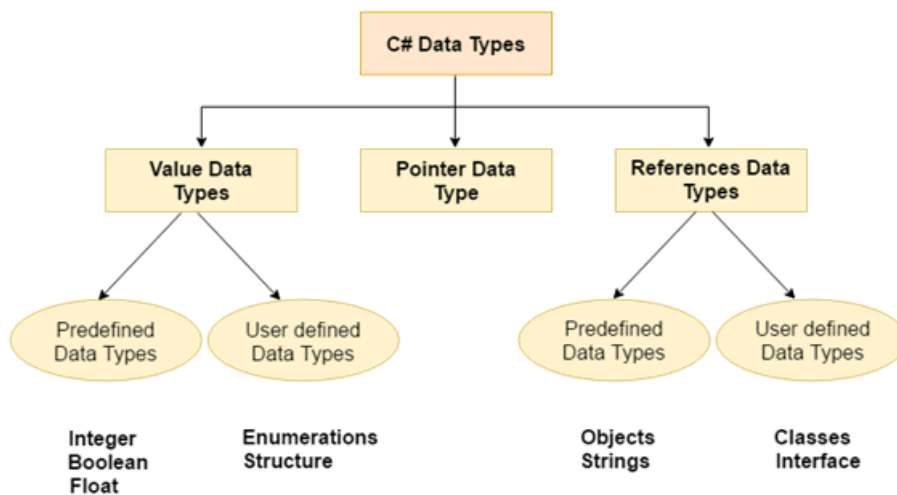 C# Data Types
Value Data
Types
Pointer Data
Type
References Data
Types
Predefined
Data Types
User defined
Data Types
Predefined
Data Types
User defined
Data Types
Integer
Boolean
Float
Enumerations
Structure
Objects
Strings
Classes
Interface